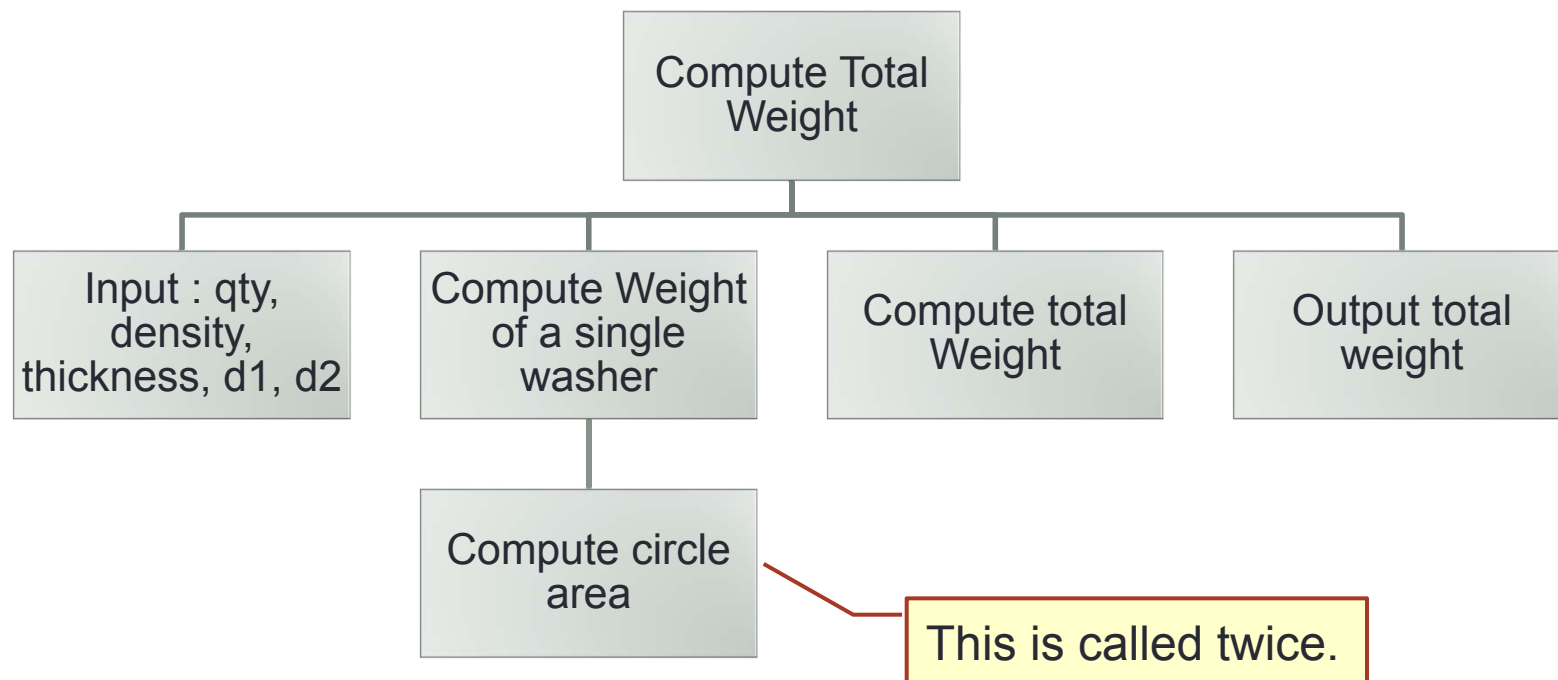 Compute Total
Weight
Input : qty,
density,
thickness, d1, d2
Compute Weight
of a single
washer
Compute total
Weight
Output total
weight
Compute circle
area
This is called twice.